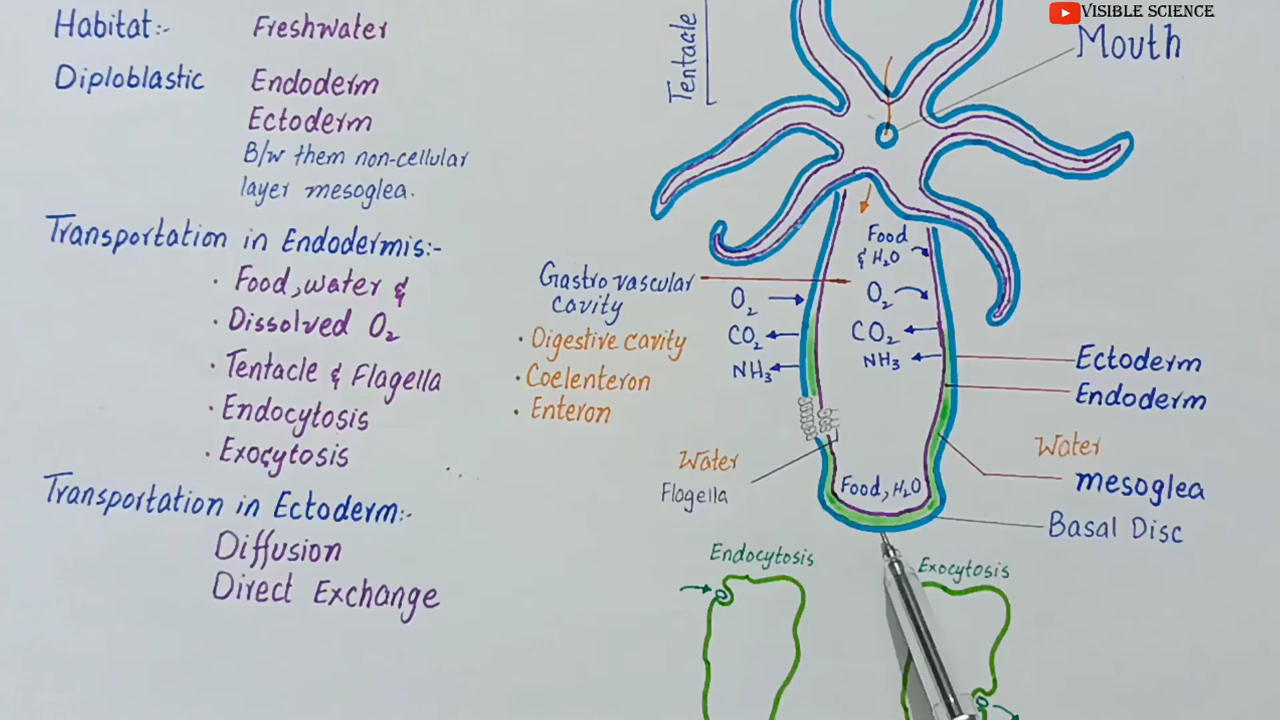 VISIBLE SCIENCE
Habitat:- Freshwater
Diploblastic Endoderm
Ectoderm
B/w them non-cellular
layer mesoglea.
Transportation in Endodermis:-
· Food, water &
· Dissolved O₂
· Tentacle & Flagella
· Endocytosis
· Exocytosis
Transportation in Ectoderm:-
Diffusion
Direct Exchange
Tentacle
Mouth
Gastrovascular
cavity
· Digestive cavity
· Coelenteron
· Enteron
O₂
CO₂
NH₃
Food
& H₂O
O₂
CO₂
NH₃
Ectoderm
Endoderm
Water
mesoglea
Basal Disc
Water
Flagella
Food, H₂O
Endocytosis
Exocytosis